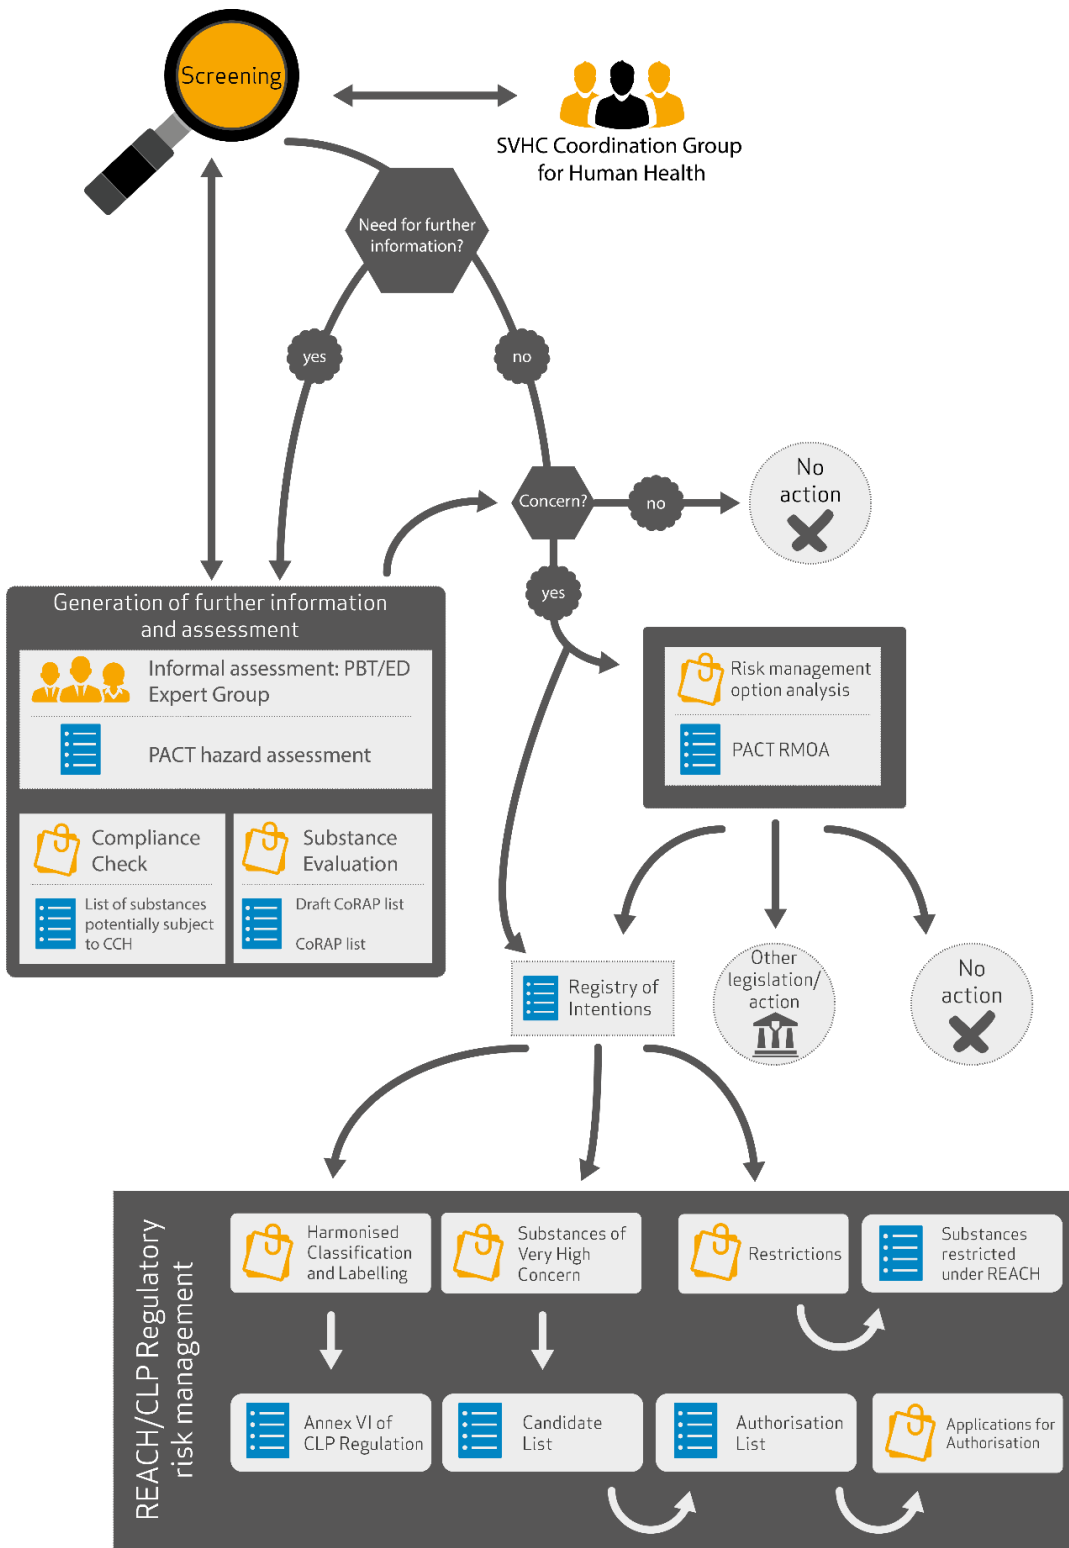 Screening
SVHC Coordination Group
for Human Health
Need for further
information?
yes
no
Concern?
no
No
action
yes
Generation of further information
and assessment
Informal assessment: PBT/ED
Expert Group
PACT hazard assessment
Compliance
Check
List of substances
potentially subject
to CCH
Substance
Evaluation
Draft CoRAP list
CoRAP list
Risk management
option analysis
PACT RMOA
Registry of
Intentions
Other
legislation/
action
No
action
REACH/CLP Regulatory
risk management
Harmonised
Classification
and Labelling
Substances of
Very High
Concern
Restrictions
Substances
restricted
under REACH
Annex VI of
CLP Regulation
Candidate
List
Authorisation
List
Applications for
Authorisation